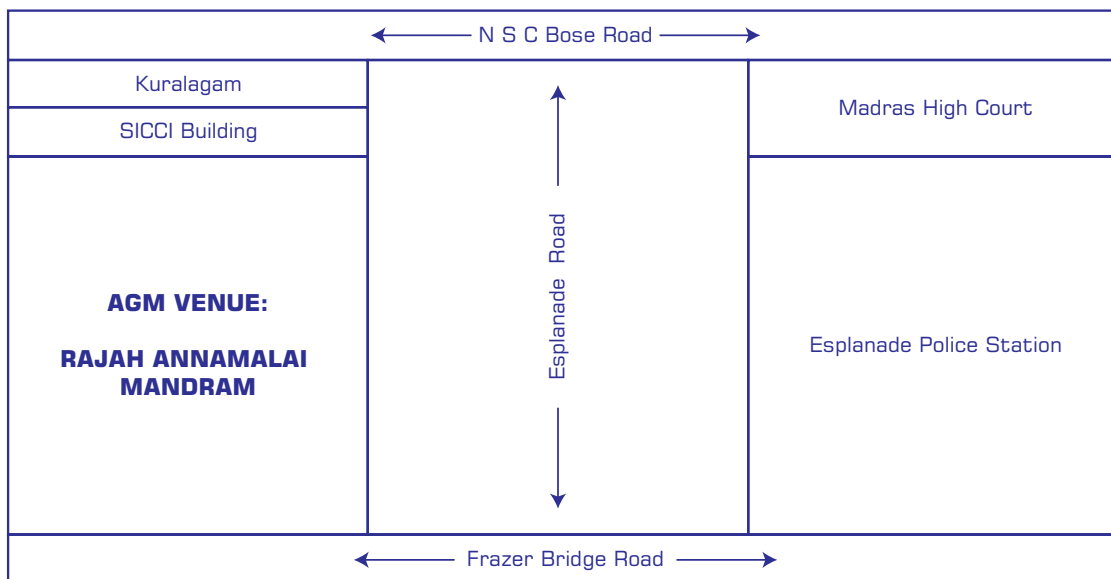 N S C Bose Road
Kuralagam
SICCI Building
Madras High Court
Esplanade Road
AGM VENUE:
RAJAH ANNAMALAI
MANDRAM
Esplanade Police Station
Frazer Bridge Road